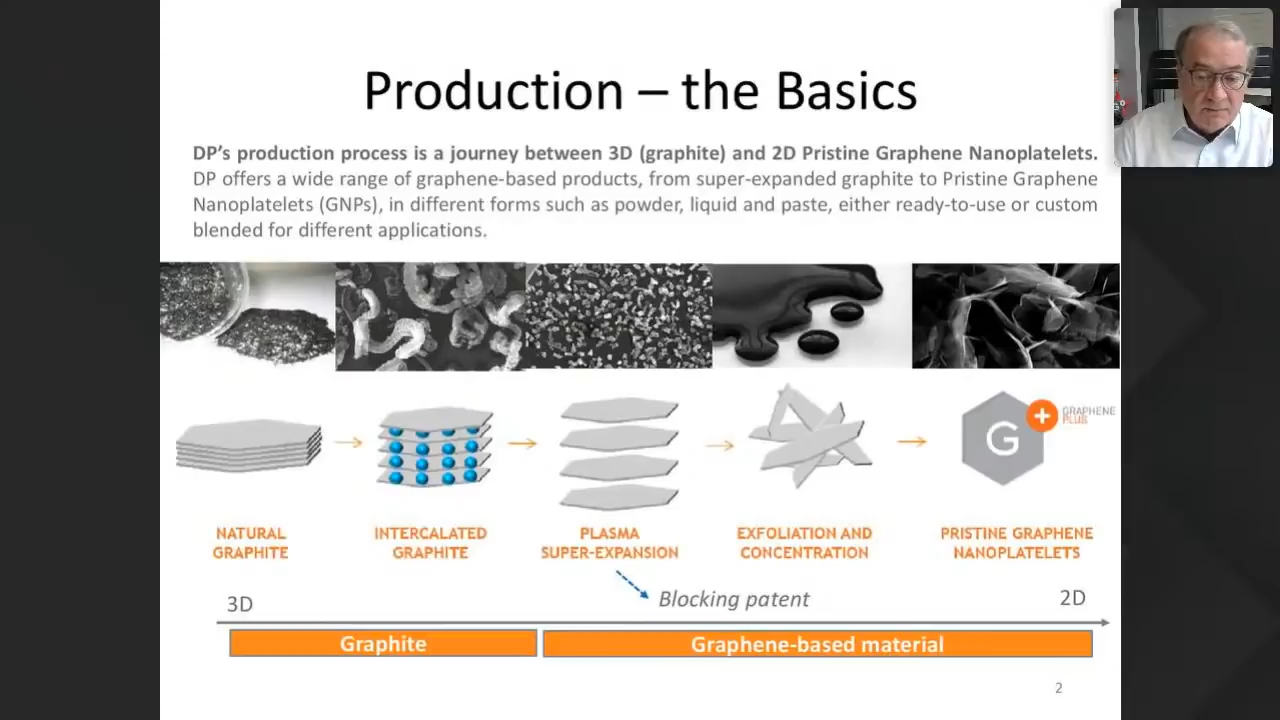 Production – the Basics
DP’s production process is a journey between 3D (graphite) and 2D Pristine Graphene Nanoplatelets.
DP offers a wide range of graphene-based products, from super-expanded graphite to Pristine Graphene
Nanoplatelets (GNPs), in different forms such as powder, liquid and paste, either ready-to-use or custom
blended for different applications.
G
+
GRAPHENE
PLUS
NATURAL
GRAPHITE
INTERCALATED
GRAPHITE
PLASMA
SUPER-EXPANSION
EXFOLIATION AND
CONCENTRATION
PRISTINE GRAPHENE
NANOPLATELETS
Blocking patent
3D
2D
Graphite
Graphene-based material
2